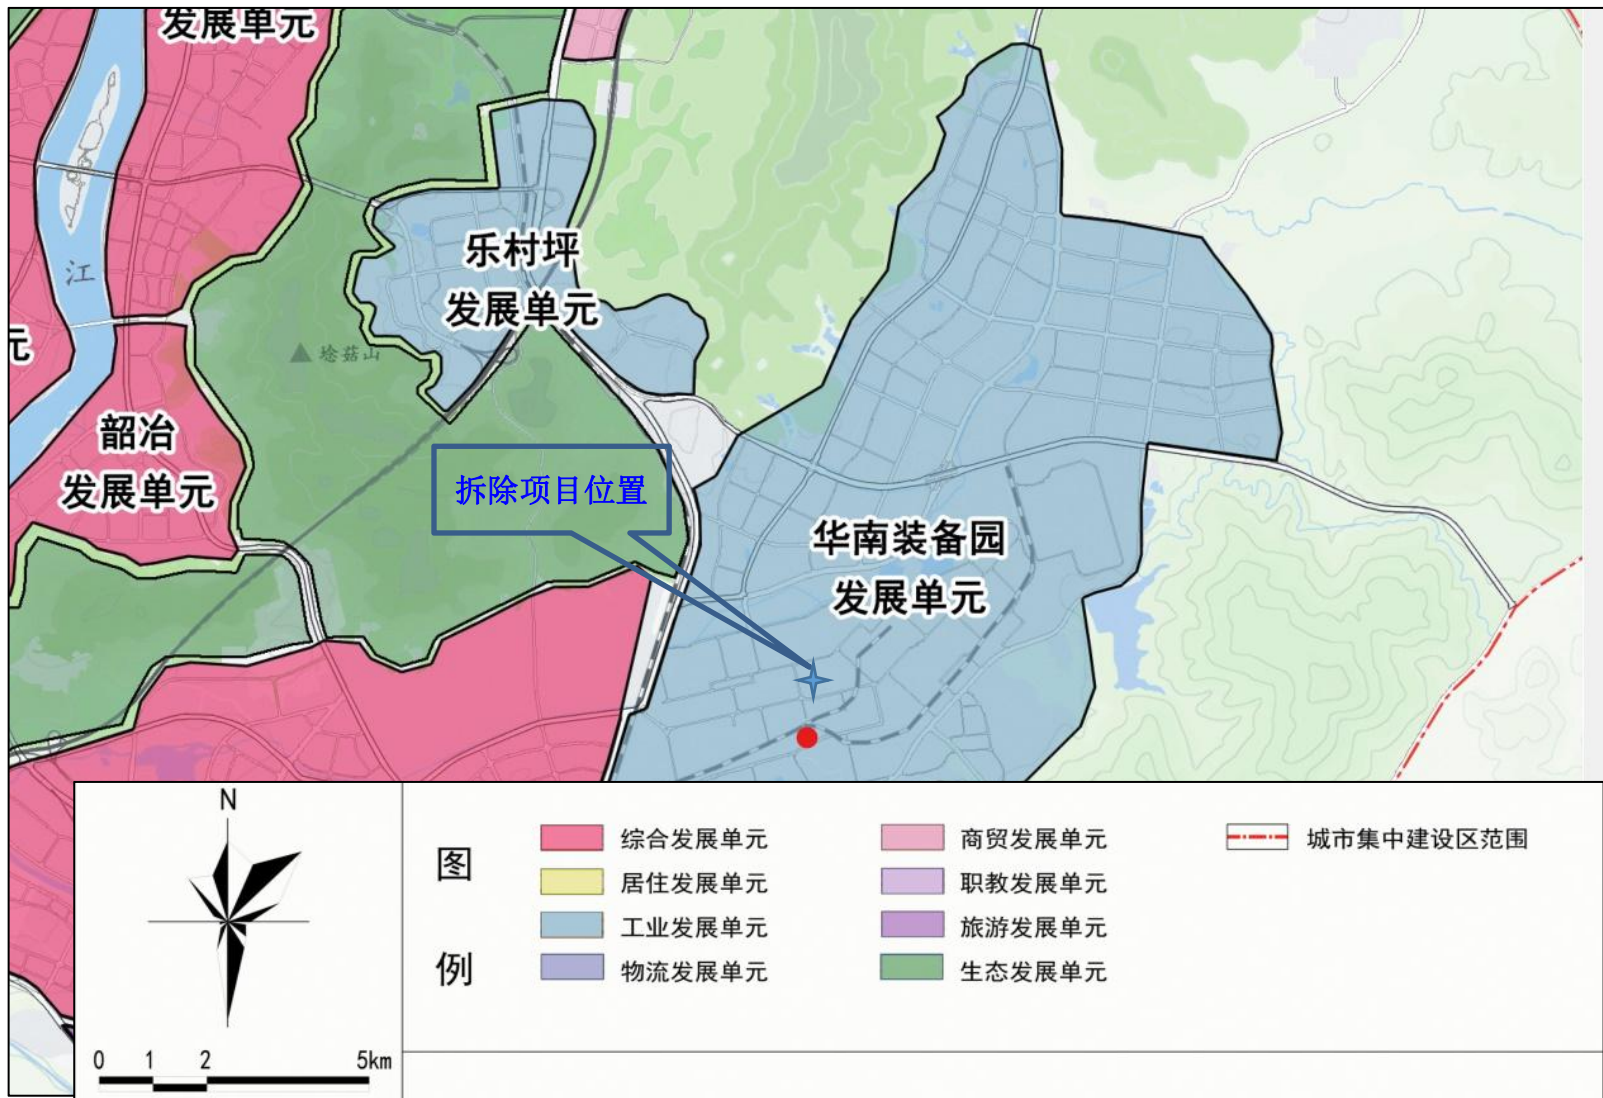 发展单元
乐村坪
发展单元
江
元
埝菇山
韶冶
发展单元
拆除项目位置
华南装备园
发展单元
N
0 1 2 5km
图
例
综合发展单元
居住发展单元
工业发展单元
物流发展单元
商贸发展单元
职教发展单元
旅游发展单元
生态发展单元
城市集中建设区范围